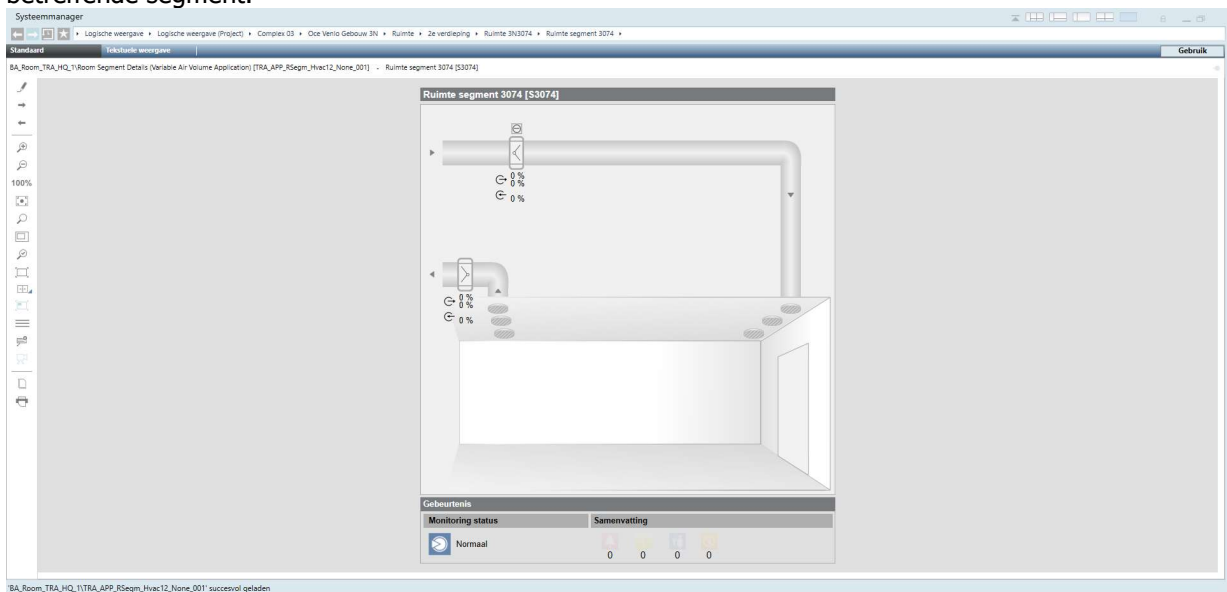 betreffende segment.
Systeemmanager
Logische weergave Logische weergave (Project) Complex 03 Oce Venlo Gebouw 3N Ruimte 2e verdieping Ruimte 3N3074 Ruimte segment 3074
Standaard Tekstuele weergave Gebruik
BA_Room_TRA_HQ_1\Room Segment Details (Variable Air Volume Application) [TRA_APP_RSegm_Hvac12_None_001] - Ruimte segment 3074 [S3074]
Ruimte segment 3074 [S3074]
0 %
0 %
0 %
100%
0 %
0 %
0 %
Gebeurtenis
Monitoring status Samenvatting
Normaal
0 0 0 0
'BA_Room_TRA_HQ_1\TRA_APP_RSegm_Hvac12_None_001' succesvol geladen